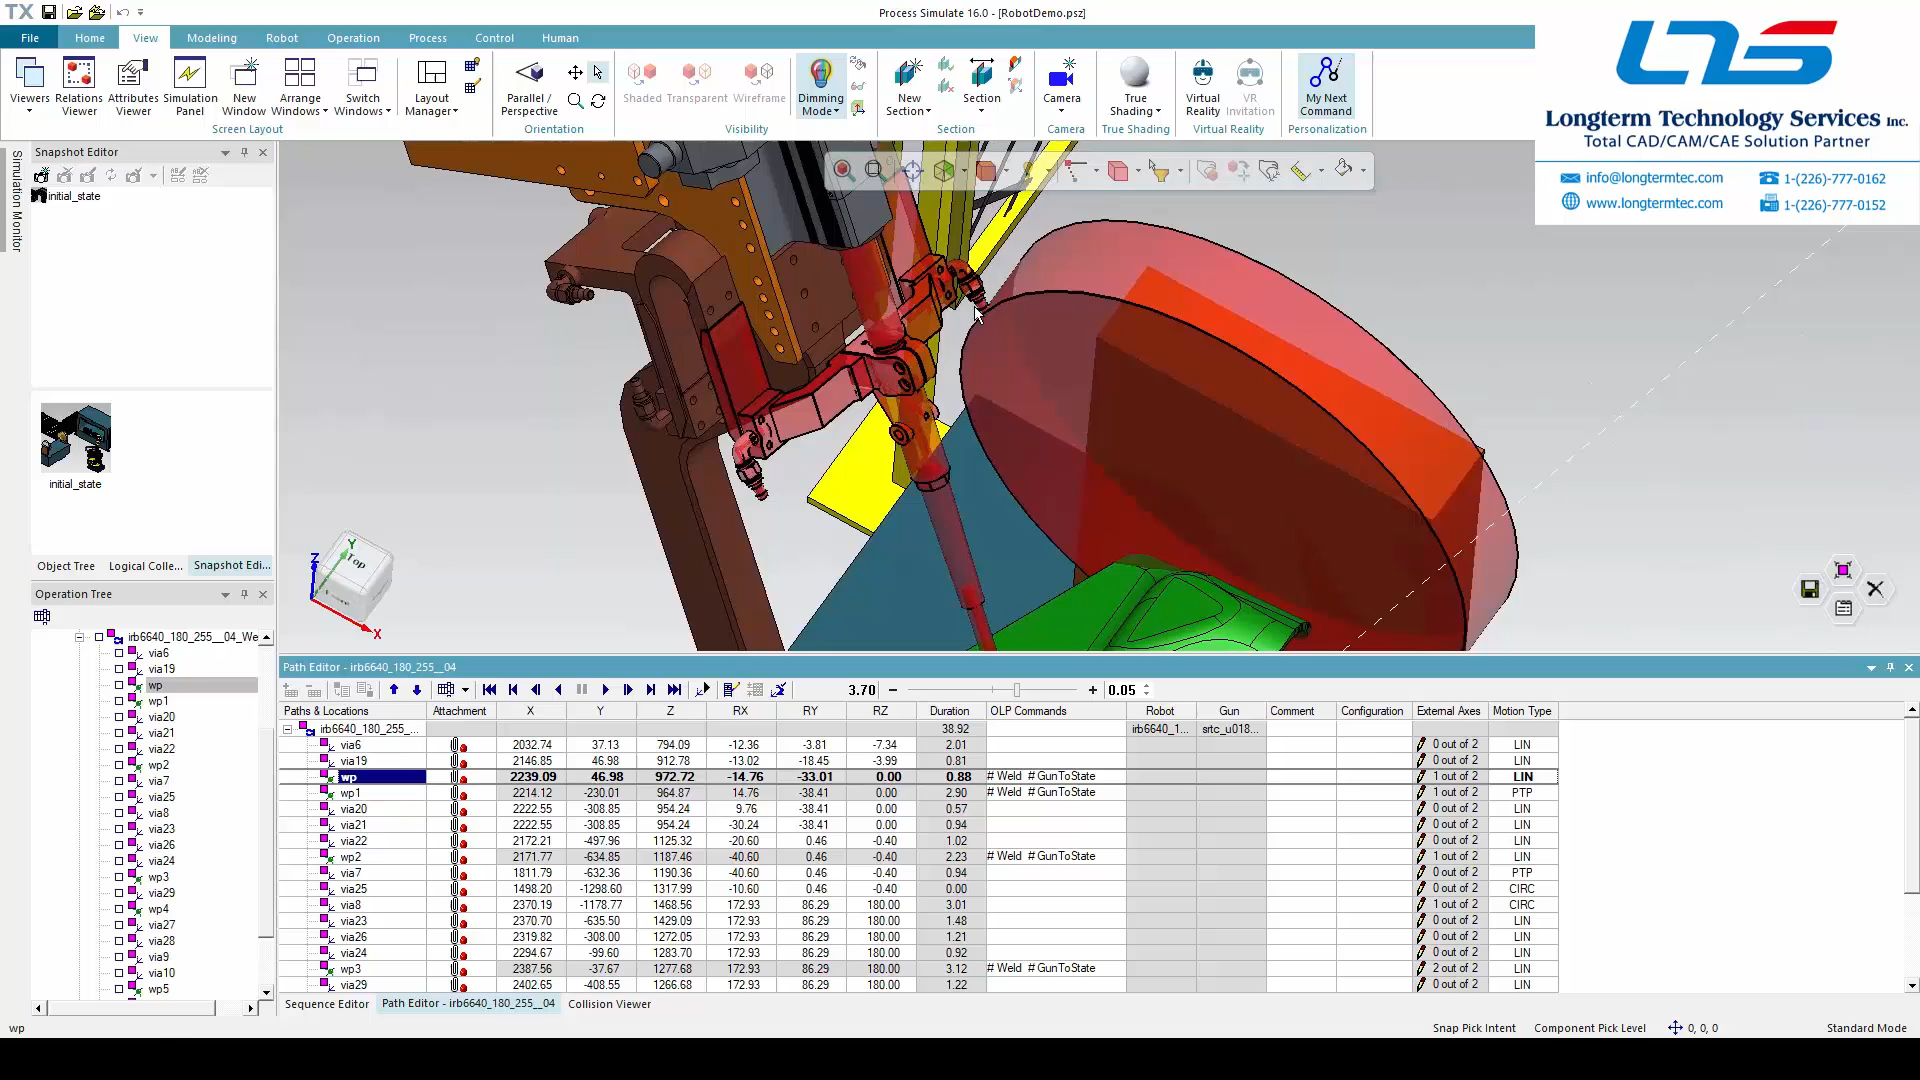 TX
Process Simulate 16.0 - [RobotDemo.psz]
File Home View Modeling Robot Operation Process Control Human
Viewers
Relations Viewer
Attributes Viewer
Simulation Panel
New Window
Arrange Windows
Switch Windows
Layout Manager
Parallel / Perspective
Shaded Transparent Wireframe
Dimming Mode
New Section
Section
Camera
True Shading
Virtual Reality
VR Invitation
My Next Command
Screen Layout Orientation Visibility Section Camera True Shading Virtual Reality Personalization
LTS
Longterm Technology Services Inc.
Total CAD/CAM/CAE Solution Partner
info@longtermtec.com 1-(226)-777-0162
www.longtermtec.com 1-(226)-777-0152
Simulation Monitor
Snapshot Editor
initial_state
initial_state
Object Tree Logical Colle... Snapshot Edi...
Operation Tree
irb6640_180_255__04_We
via6
via19
wp
wp1
via20
via21
via22
wp2
via7
via25
via8
via23
via26
via24
wp3
via29
wp4
via27
via28
via9
via10
wp5
Top
Z Y X
Path Editor - irb6640_180_255__04
3.70 0.05
Paths & Locations Attachment X Y Z RX RY RZ Duration OLP Commands Robot Gun Comment Configuration External Axes Motion Type
irb6640_180_255_... 38.92 irb6640_1... srtc_u018...
via6 2032.74 37.13 794.09 -12.36 -3.81 -7.34 2.01 0 out of 2 LIN
via19 2146.85 46.98 912.78 -13.02 -18.45 -3.99 0.81 0 out of 2 LIN
wp 2239.09 46.98 972.72 -14.76 -33.01 0.00 0.88 # Weld # GunToState 1 out of 2 LIN
wp1 2214.12 -230.01 964.87 14.76 -38.41 0.00 2.90 # Weld # GunToState 1 out of 2 PTP
via20 2222.55 -308.85 954.24 9.76 -38.41 0.00 0.57 0 out of 2 LIN
via21 2222.55 -308.85 954.24 -30.24 -38.41 0.00 0.94 0 out of 2 LIN
via22 2172.21 -497.96 1125.32 -20.60 0.46 -0.40 1.02 0 out of 2 LIN
wp2 2171.77 -634.85 1187.46 -40.60 0.46 -0.40 2.23 # Weld # GunToState 1 out of 2 LIN
via7 1811.79 -632.36 1190.36 -40.60 0.46 -0.40 0.94 0 out of 2 PTP
via25 1498.20 -1298.60 1317.99 -10.60 0.46 -0.40 0.00 0 out of 2 CIRC
via8 2370.19 -1178.77 1468.56 172.93 86.29 180.00 3.01 1 out of 2 CIRC
via23 2370.70 -635.50 1429.09 172.93 86.29 180.00 1.48 0 out of 2 LIN
via26 2319.82 -308.00 1272.05 172.93 86.29 180.00 1.21 0 out of 2 LIN
via24 2294.67 -99.60 1283.70 172.93 86.29 180.00 0.92 0 out of 2 LIN
wp3 2387.56 -37.67 1277.68 172.93 86.29 180.00 3.12 # Weld # GunToState 2 out of 2 LIN
via29 2402.65 -408.55 1266.68 172.93 86.29 180.00 1.22 0 out of 2 LIN
Sequence Editor Path Editor - irb6640_180_255__04 Collision Viewer
wp Snap Pick Intent Component Pick Level 0, 0, 0 Standard Mode